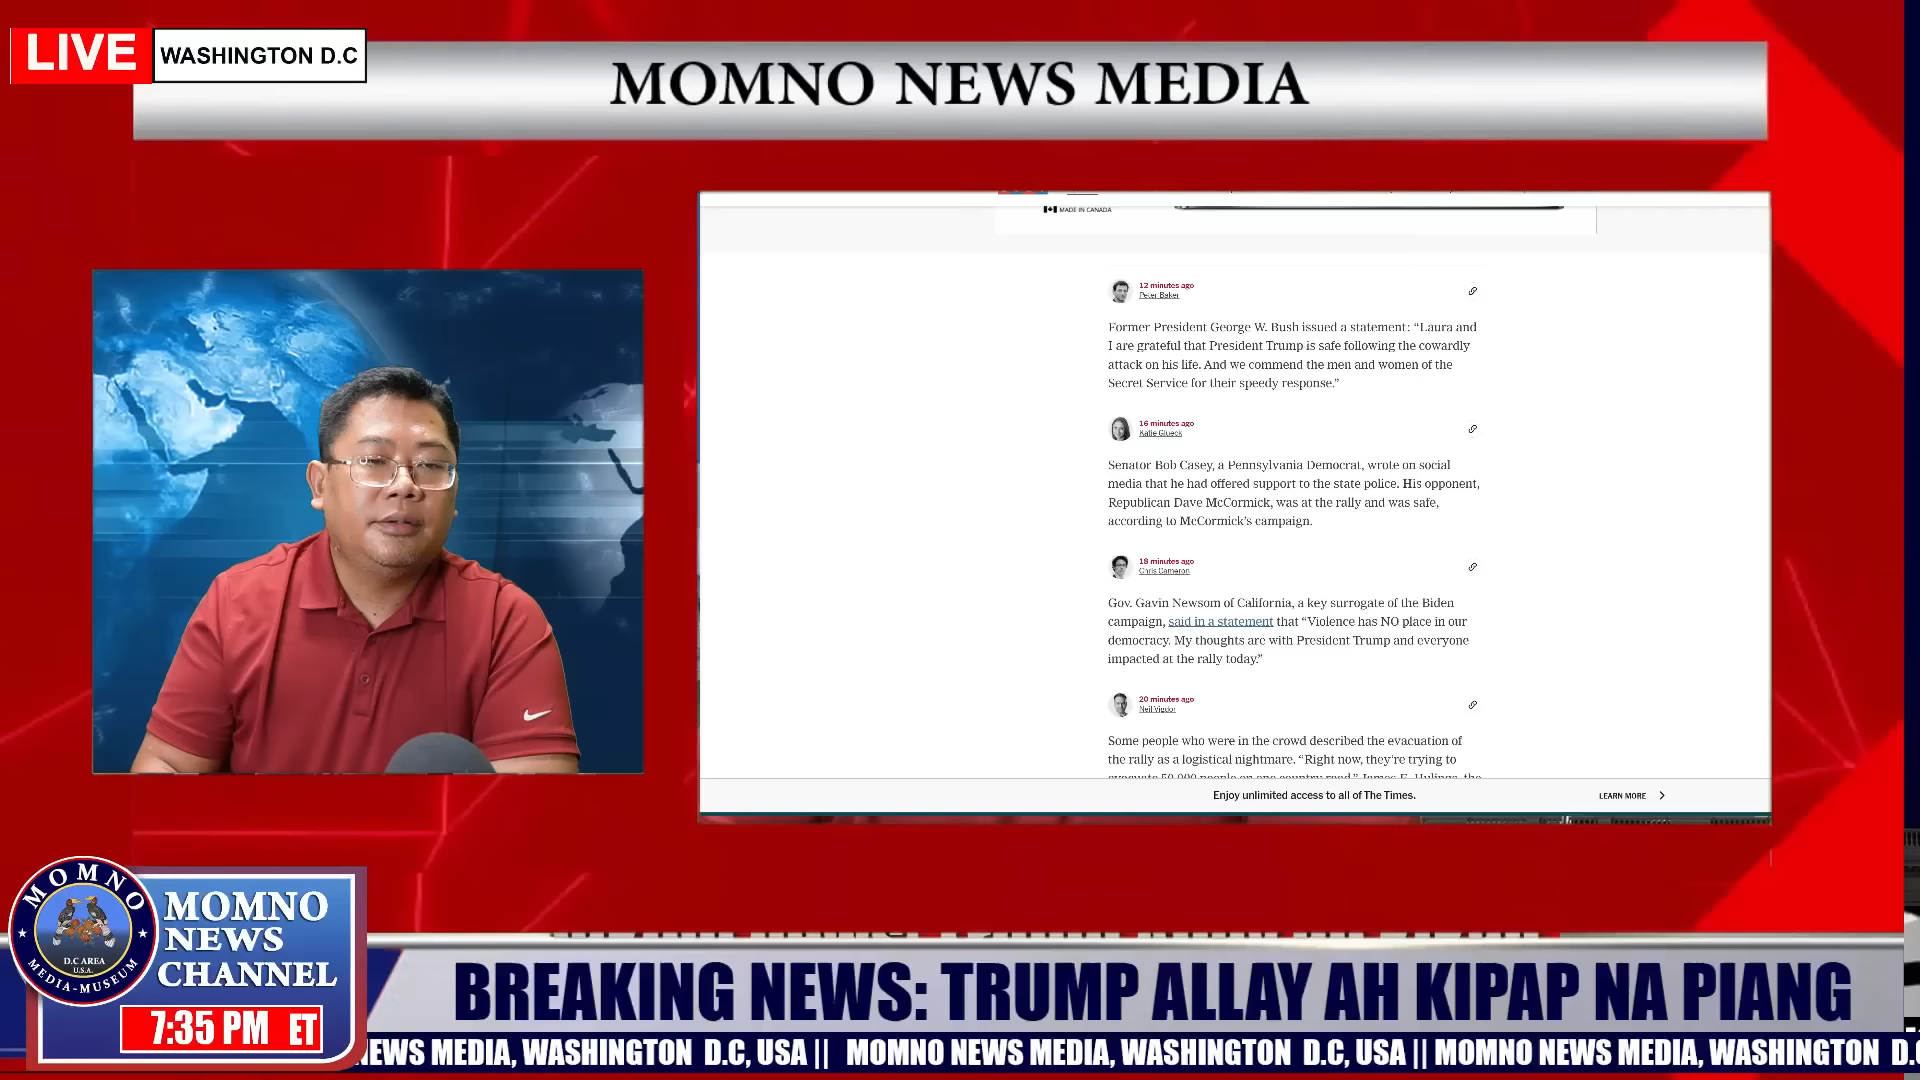 LIVE
WASHINGTON D.C
MOMNO NEWS MEDIA
MADE IN CANADA
12 minutes ago
Peter Baker
Former President George W. Bush issued a statement: “Laura and
I are grateful that President Trump is safe following the cowardly
attack on his life. And we commend the men and women of the
Secret Service for their speedy response.”
16 minutes ago
Katie Glueck
Senator Bob Casey, a Pennsylvania Democrat, wrote on social
media that he had offered support to the state police. His opponent,
Republican Dave McCormick, was at the rally and was safe,
according to McCormick’s campaign.
18 minutes ago
Chris Cameron
Gov. Gavin Newsom of California, a key surrogate of the Biden
campaign, said in a statement that “Violence has NO place in our
democracy. My thoughts are with President Trump and everyone
impacted at the rally today.”
20 minutes ago
Neil Vigdor
Some people who were in the crowd described the evacuation of
the rally as a logistical nightmare. “Right now, they’re trying to
Enjoy unlimited access to all of The Times.
LEARN MORE
MOMNO
D.C AREA
U.S.A.
MEDIA-MUSEUM
MOMNO
NEWS
CHANNEL
7:35 PM ET
BREAKING NEWS: TRUMP ALLAY AH KIPAP NA PIANG
NEWS MEDIA, WASHINGTON D.C, USA || MOMNO NEWS MEDIA, WASHINGTON D.C, USA || MOMNO NEWS MEDIA, WASHINGTON D.C